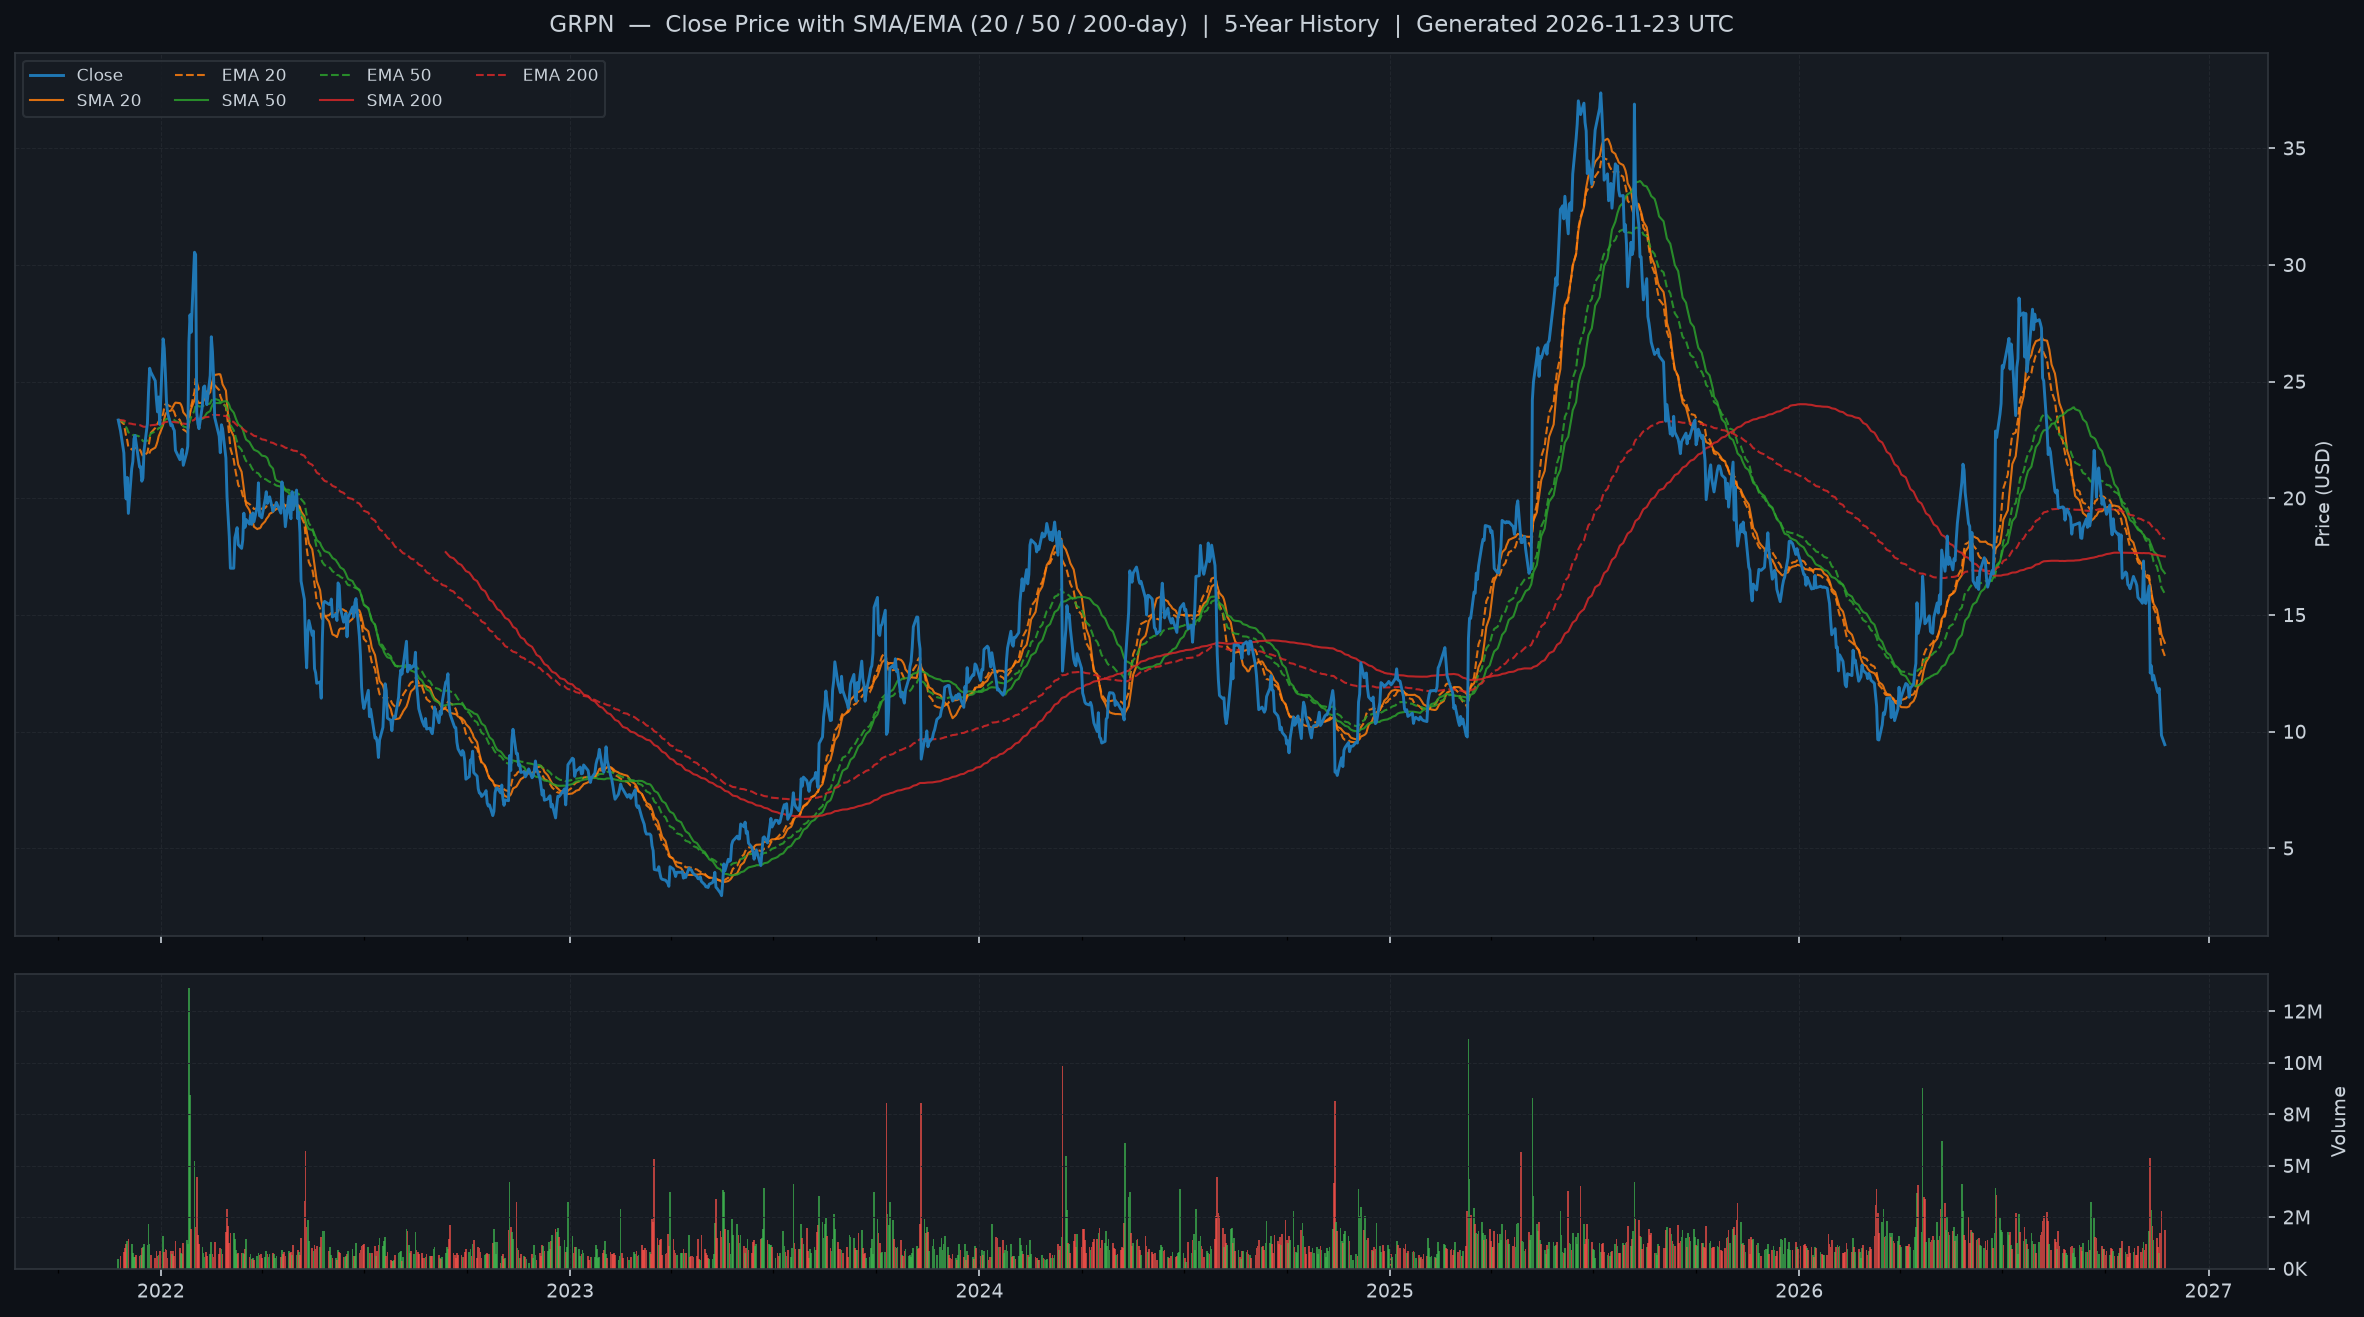 GRPN — Close Price with SMA/EMA (20 / 50 / 200-day) | 5-Year History | Generated 2026-11-23 UTC
Close EMA 20 EMA 50 EMA 200
SMA 20 SMA 50 SMA 200
35
30
25
20
15
10
5
Price (USD)
12M
10M
8M
5M
2M
0K
Volume
2022 2023 2024 2025 2026 2027